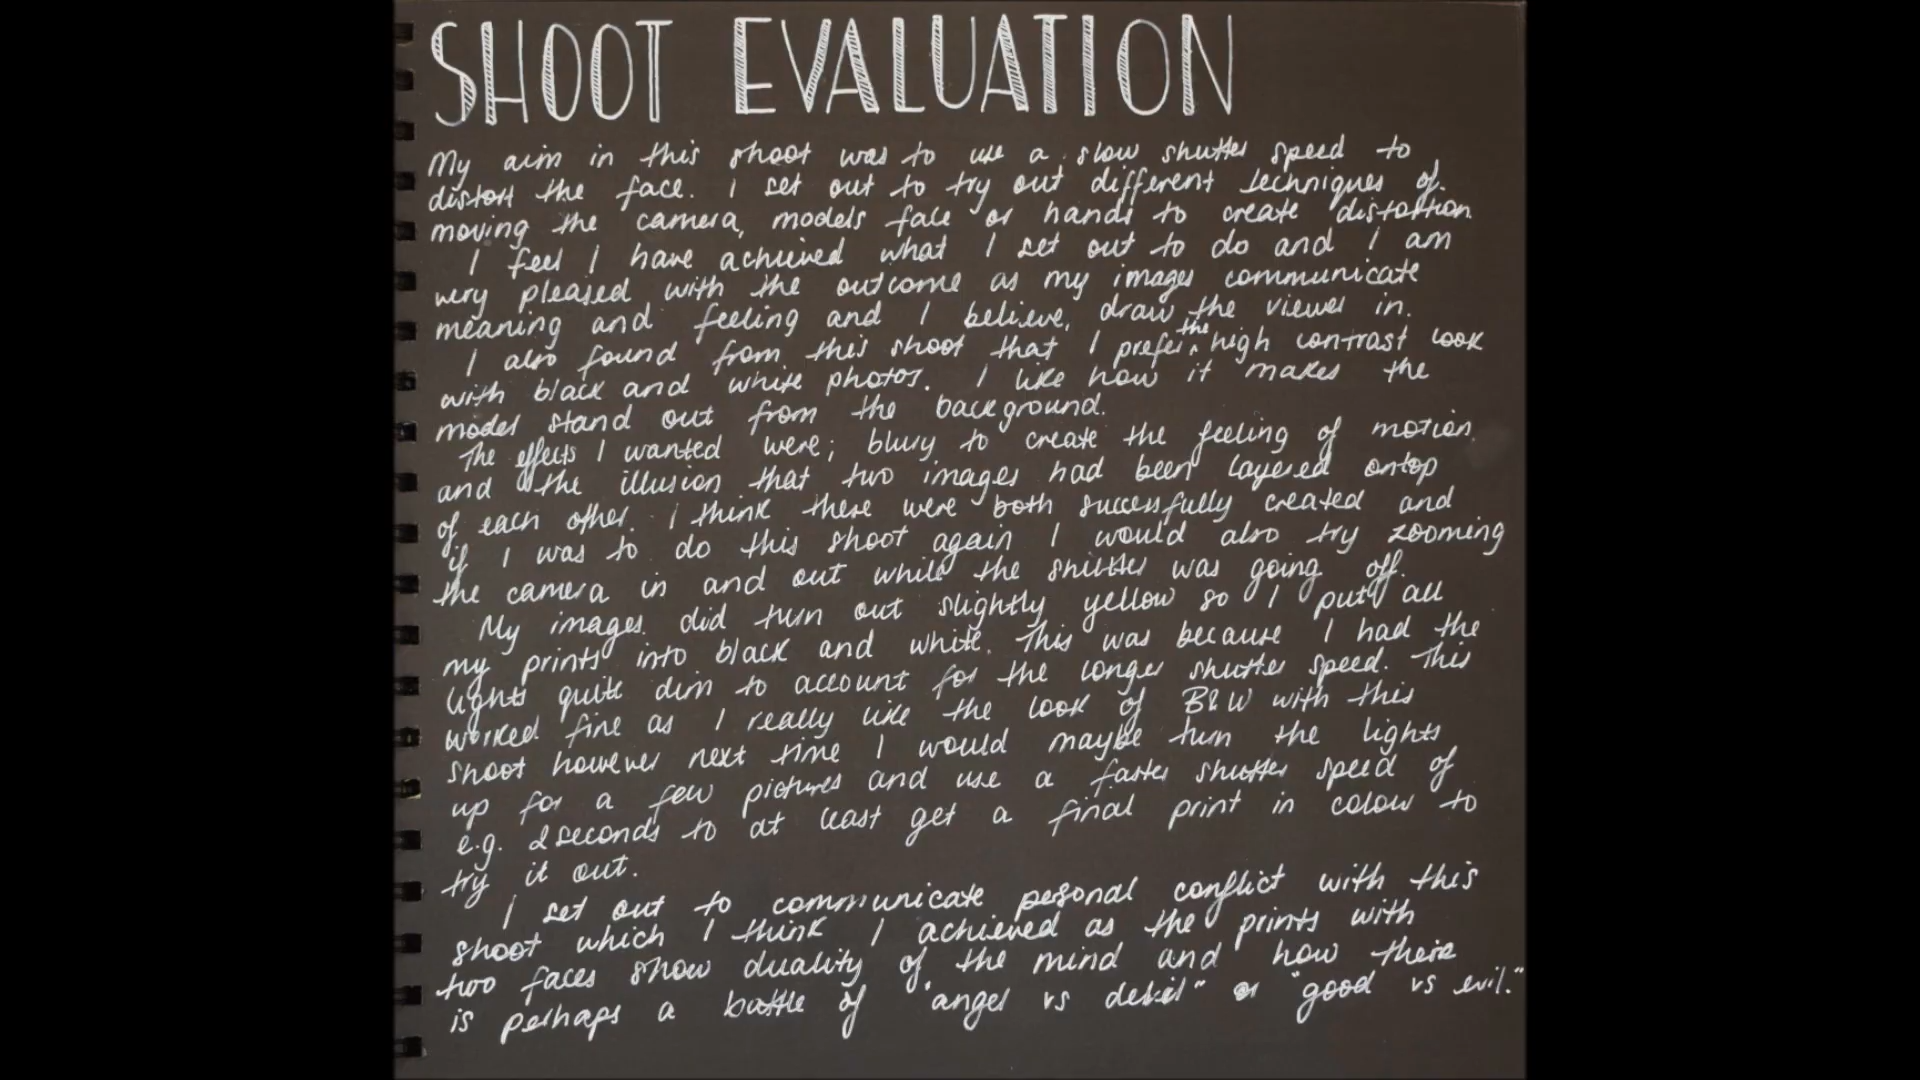 SHOOT EVALUATION
My aim in this shoot was to use a slow shutter speed to
distort the face. I set out to try out different techniques of
moving the camera, models face or hands to create distortion.
I feel I have achieved what I set out to do and I am
very pleased with the outcome as my images communicate
meaning and feeling and I believe, draw the viewer in.
I also found from this shoot that I prefer the high contrast look
with black and white photos. I like how it makes the
model stand out from the background.
The effects I wanted were; blurry to create the feeling of motion
and the illusion that two images had been layered ontop
of each other. I think these were both successfully created and
if I was to do this shoot again I would also try zooming
the camera in and out while the shutter was going off.
My images did turn out slightly yellow so I put all
my prints into black and white. This was because I had the
lights quite dim to account for the longer shutter speed. This
worked fine as I really like the look of B&W with this
shoot however next time I would maybe turn the lights
up for a few pictures and use a faster shutter speed of
e.g. 2seconds to at least get a final print in colour to
try it out.
I set out to communicate personal conflict with this
shoot which I think I achieved as the prints with
two faces show duality of the mind and how there
is perhaps a battle of "angel vs devil" or "good vs evil."